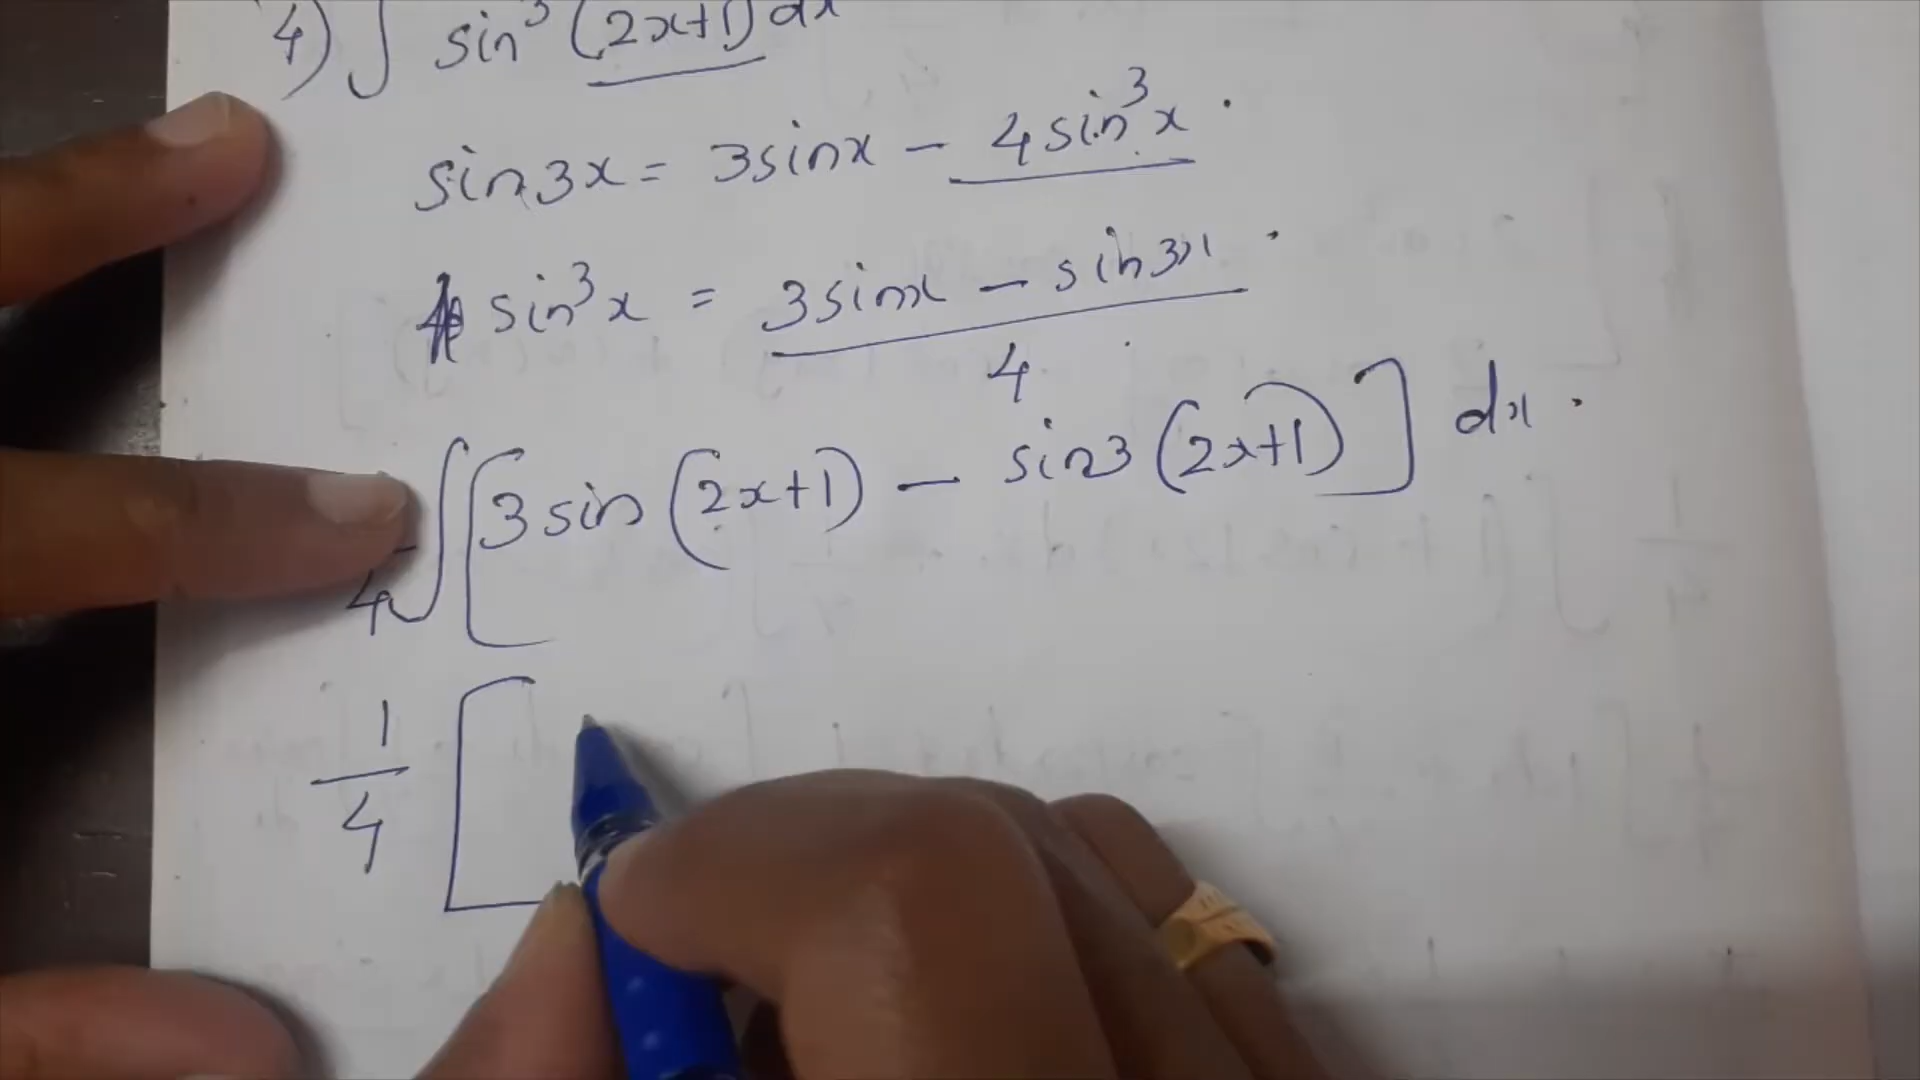 4) ∫ sin³ (2x+1) dx
sin3x = 3sinx − 4sin³x.
sin³x = 3sinx − sin3x.
4
4 ∫ [3sin (2x+1) − sin3 (2x+1)] dx.
1
4 [